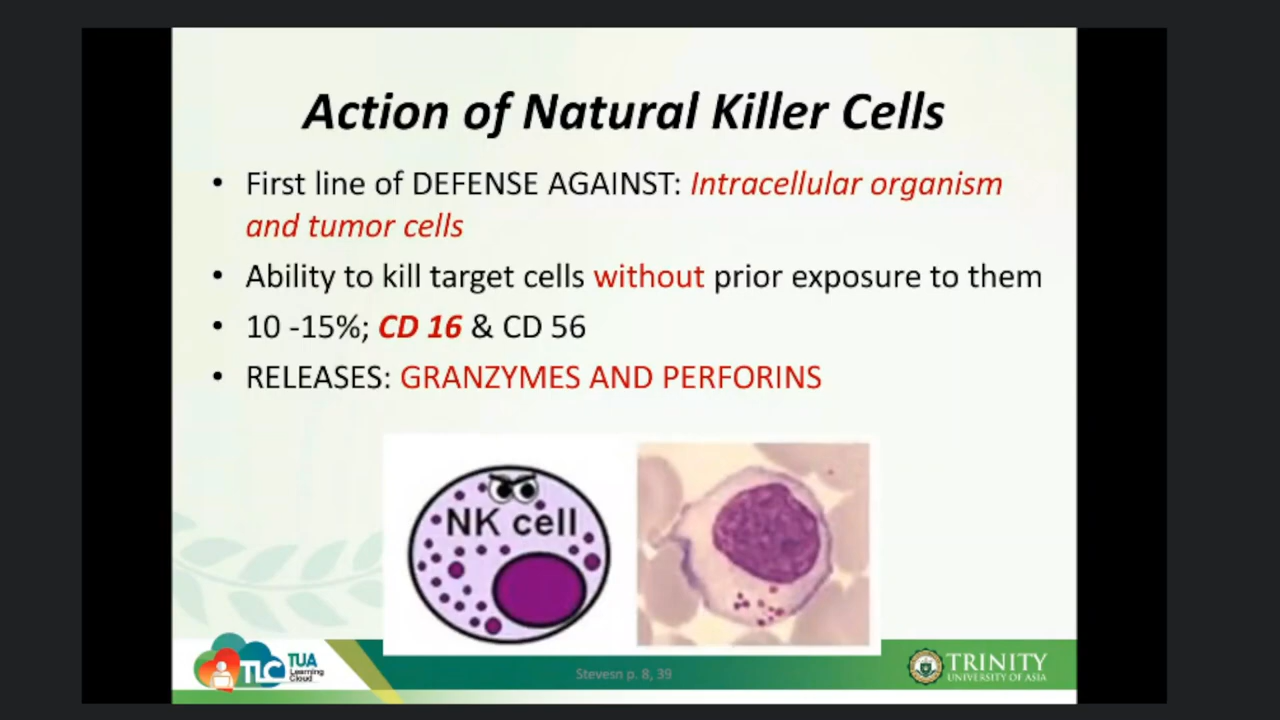 Action of Natural Killer Cells
• First line of DEFENSE AGAINST: Intracellular organism
and tumor cells
• Ability to kill target cells without prior exposure to them
• 10 -15%; CD 16 & CD 56
• RELEASES: GRANZYMES AND PERFORINS
NK cell
TLC
TUA
Learning
Cloud
Stevesn p. 8, 39
TRINITY
UNIVERSITY OF ASIA